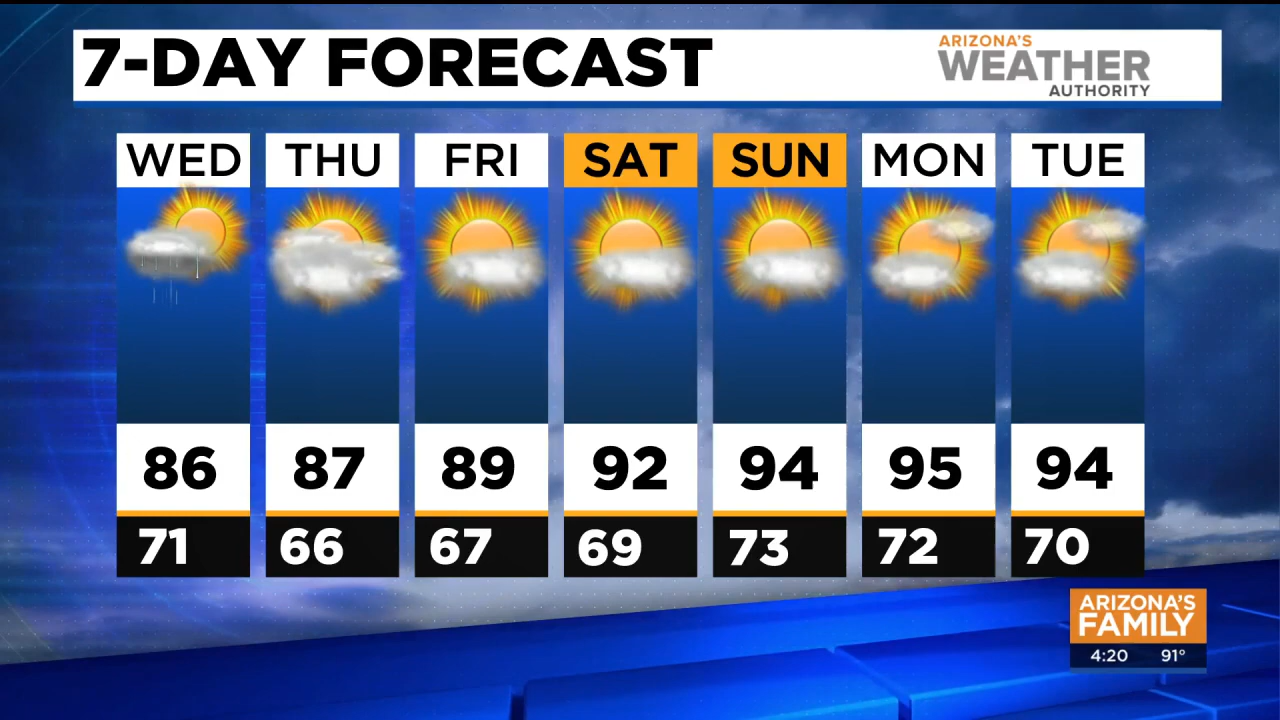 7-DAY FORECAST
ARIZONA'S
WEATHER
AUTHORITY
WED THU FRI SAT SUN MON TUE
86 87 89 92 94 95 94
71 66 67 69 73 72 70
ARIZONA'S
FAMILY
4:20 91°